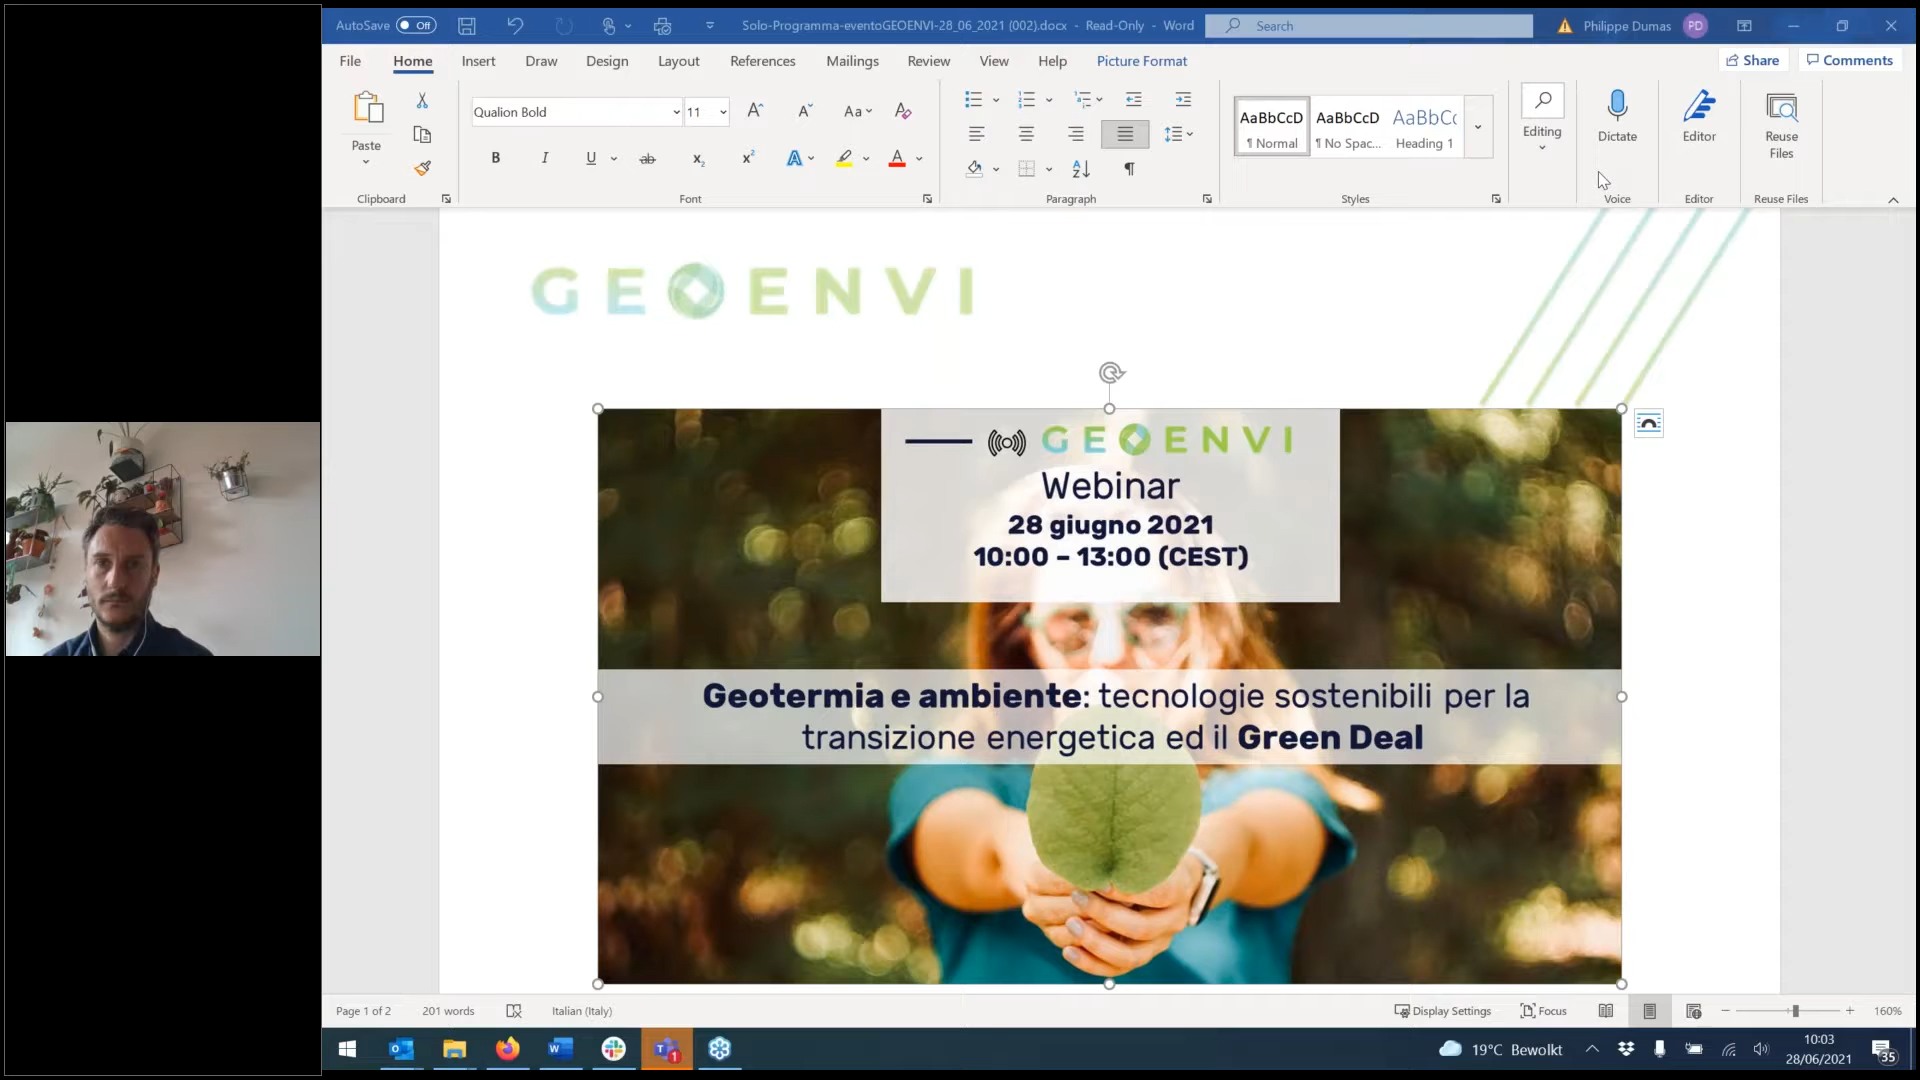 AutoSave Off
Solo-Programma-eventoGEOENVI-28_06_2021 (002).docx - Read-Only - Word
Search
Philippe Dumas PD
File Home Insert Draw Design Layout References Mailings Review View Help Picture Format
Share Comments
Paste
Clipboard
Qualion Bold 11
Font
Paragraph
AaBbCcD AaBbCcD AaBbCc
¶ Normal ¶ No Spac... Heading 1
Styles
Editing
Dictate
Voice
Editor
Editor
Reuse
Files
Reuse Files
GEOENVI
GEOENVI
Webinar
28 giugno 2021
10:00 – 13:00 (CEST)
Geotermia e ambiente: tecnologie sostenibili per la
transizione energetica ed il Green Deal
Page 1 of 2 201 words Italian (Italy) Display Settings Focus 160%
19°C Bewolkt
10:03
28/06/2021
35